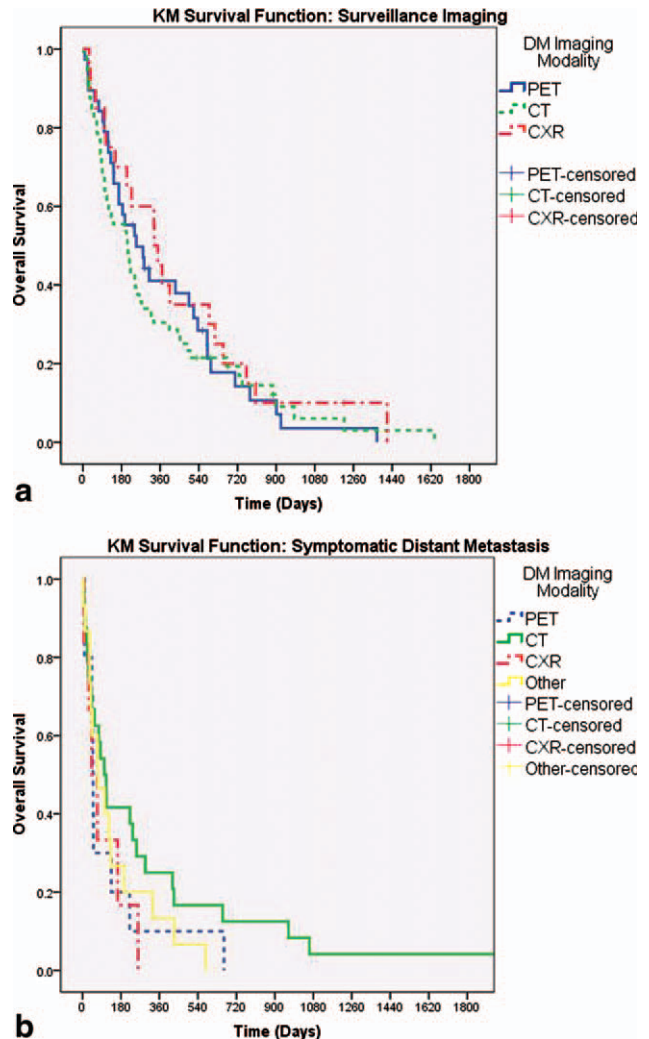 KM Survival Function: Surveillance Imaging
DM Imaging
Modality
PET
CT
CXR
PET-censored
CT-censored
CXR-censored
Overall Survival
1.0
0.8
0.6
0.4
0.2
0.0
0 180 360 540 720 900 1080 1260 1440 1620 1800
Time (Days)
a
KM Survival Function: Symptomatic Distant Metastasis
DM Imaging
Modality
PET
CT
CXR
Other
PET-censored
CT-censored
CXR-censored
Other-censored
Overall Survival
1.0
0.8
0.6
0.4
0.2
0.0
0 180 360 540 720 900 1080 1260 1440 1620 1800
Time (Days)
b